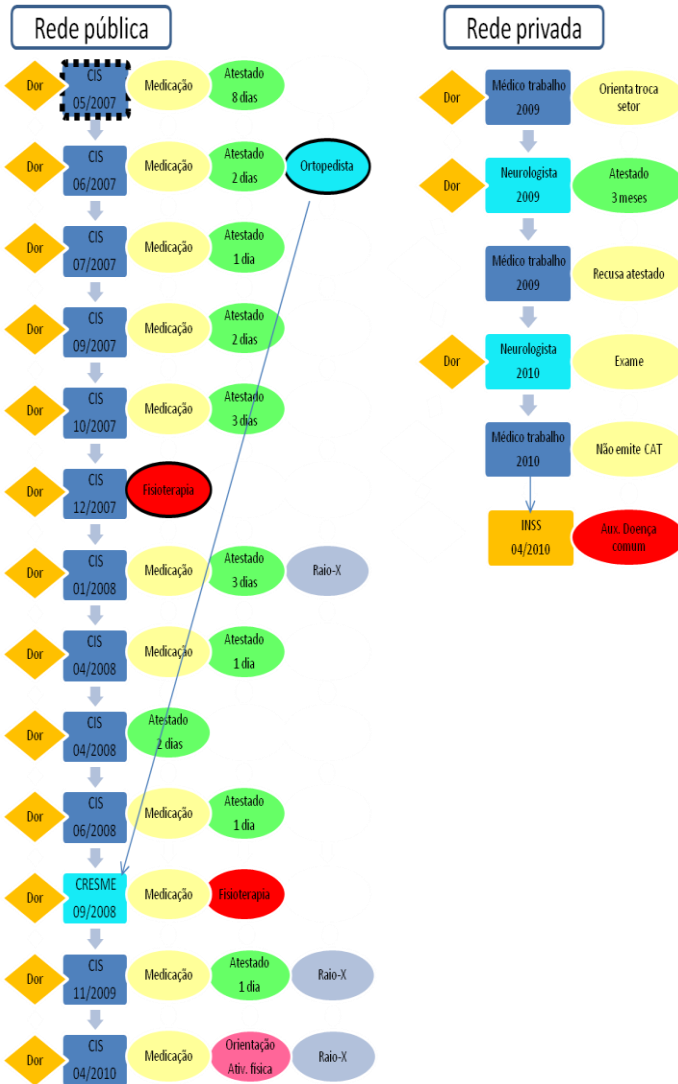 Rede pública
Dor
CIS
05/2007
Medicação
Atestado
8 dias
Dor
CIS
06/2007
Medicação
Atestado
2 dias
Ortopedista
Dor
CIS
07/2007
Medicação
Atestado
1 dia
Dor
CIS
09/2007
Medicação
Atestado
2 dias
Dor
CIS
10/2007
Medicação
Atestado
3 dias
Dor
CIS
12/2007
Fisioterapia
Dor
CIS
01/2008
Medicação
Atestado
3 dias
Raio-X
Dor
CIS
04/2008
Medicação
Atestado
1 dia
Dor
CIS
04/2008
Atestado
2 dias
Dor
CIS
06/2008
Medicação
Atestado
1 dia
Dor
CRESME
09/2008
Medicação
Fisioterapia
Dor
CIS
11/2009
Medicação
Atestado
1 dia
Raio-X
Dor
CIS
04/2010
Medicação
Orientação
Ativ. física
Raio-X
Rede privada
Dor
Médico trabalho
2009
Orienta troca
setor
Dor
Neurologista
2009
Atestado
3 meses
Médico trabalho
2009
Recusa atestado
Dor
Neurologista
2010
Exame
Médico trabalho
2010
Não emite CAT
INSS
04/2010
Aux. Doença
comum